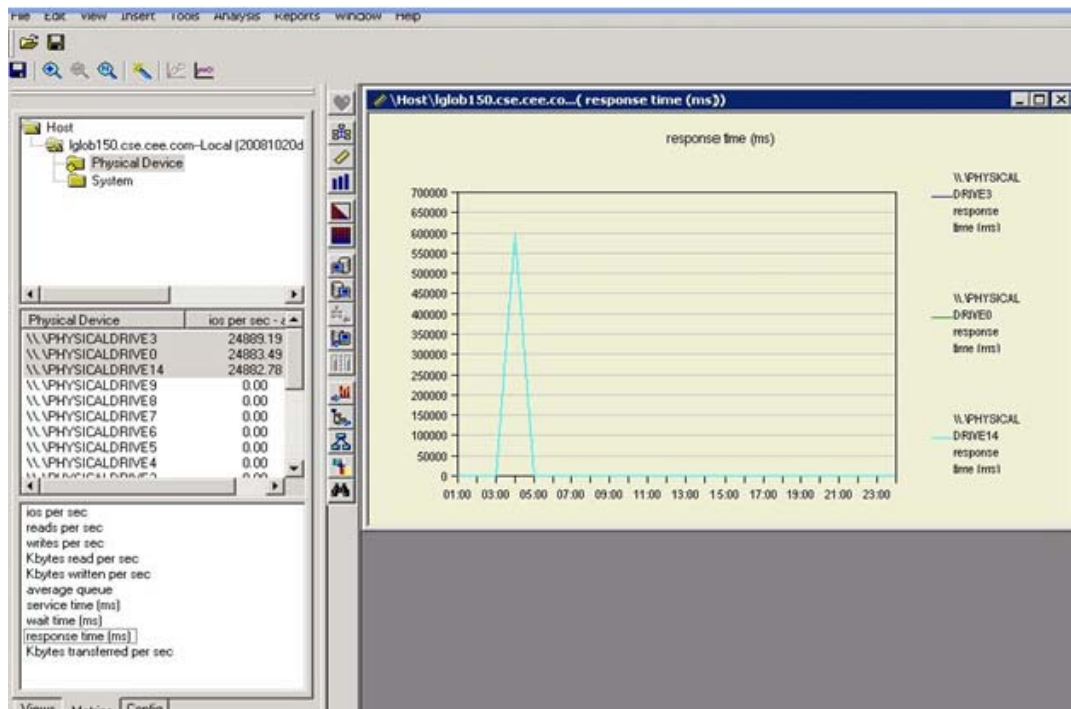 File Edit View Insert Tools Analysis Reports Window Help
\Host\lglob150.cse.cee.co...( response time (ms))
Host
lglob150.cse.cee.com--Local (20081020d
Physical Device
System
Physical Device ios per sec -
\\.\PHYSICALDRIVE3 24889.19
\\.\PHYSICALDRIVE0 24883.49
\\.\PHYSICALDRIVE14 24882.78
\\.\PHYSICALDRIVE9 0.00
\\.\PHYSICALDRIVE8 0.00
\\.\PHYSICALDRIVE7 0.00
\\.\PHYSICALDRIVE6 0.00
\\.\PHYSICALDRIVE5 0.00
\\.\PHYSICALDRIVE4 0.00
ios per sec
reads per sec
writes per sec
Kbytes read per sec
Kbytes written per sec
average queue
service time (ms)
wait time (ms)
response time (ms)
Kbytes transferred per sec
Views Metrics Config
response time (ms)
700000
650000
600000
550000
500000
450000
400000
350000
300000
250000
200000
150000
100000
50000
0
01:00 03:00 05:00 07:00 09:00 11:00 13:00 15:00 17:00 19:00 21:00 23:00
\\.\PHYSICAL
DRIVE3
response
time (ms)
\\.\PHYSICAL
DRIVE0
response
time (ms)
\\.\PHYSICAL
DRIVE14
response
time (ms)